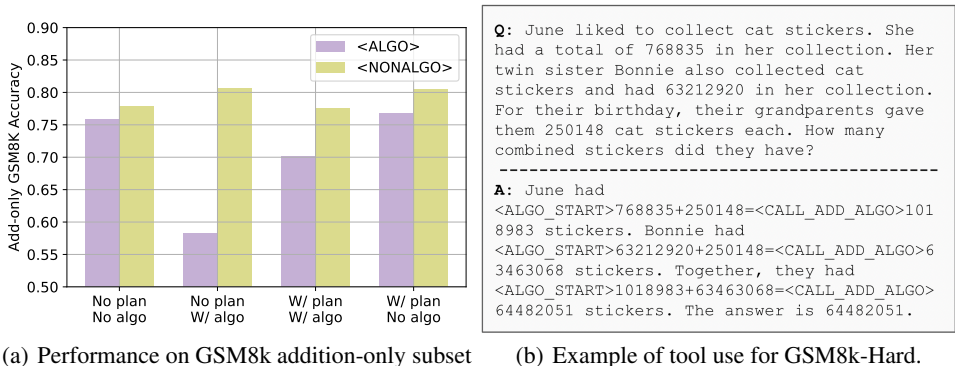 0.90
0.85
0.80
0.75
0.70
0.65
0.60
0.55
0.50
Add-only GSM8K Accuracy
<ALGO>
<NONALGO>
No plan No plan W/ plan W/ plan
No algo W/ algo W/ algo No algo
(a) Performance on GSM8k addition-only subset
Q: June liked to collect cat stickers. She
had a total of 768835 in her collection. Her
twin sister Bonnie also collected cat
stickers and had 63212920 in her collection.
For their birthday, their grandparents gave
them 250148 cat stickers each. How many
combined stickers did they have?
A: June had
<ALGO_START>768835+250148=<CALL_ADD_ALGO>101
8983 stickers. Bonnie had
<ALGO_START>63212920+250148=<CALL_ADD_ALGO>6
3463068 stickers. Together, they had
<ALGO_START>1018983+63463068=<CALL_ADD_ALGO>
64482051 stickers. The answer is 64482051.
(b) Example of tool use for GSM8k-Hard.